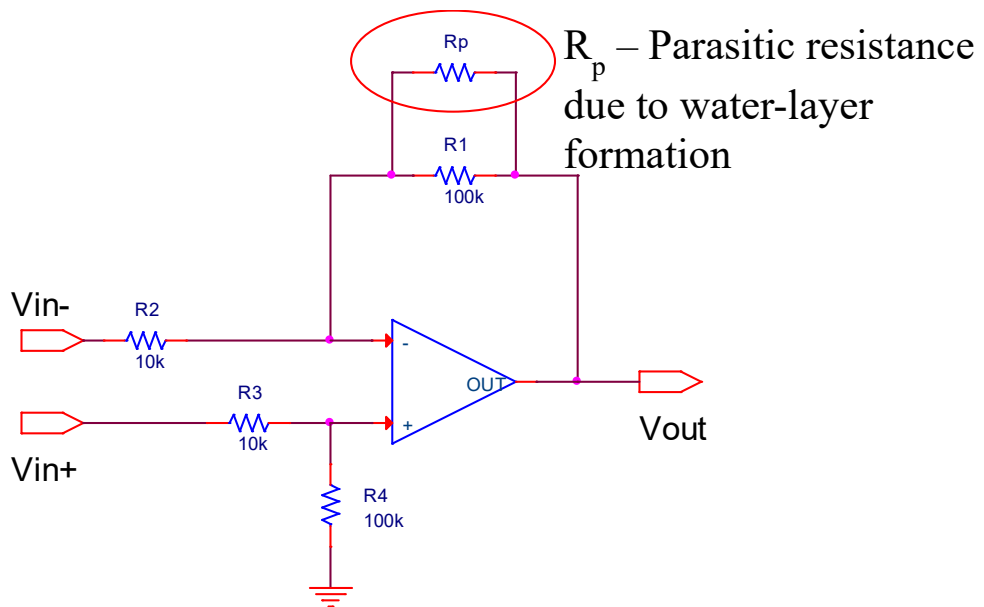 Rp
R_p – Parasitic resistance
due to water-layer
formation
R1
100k
Vin-
R2
10k
-
OUT
R3
10k
+
Vout
Vin+
R4
100k